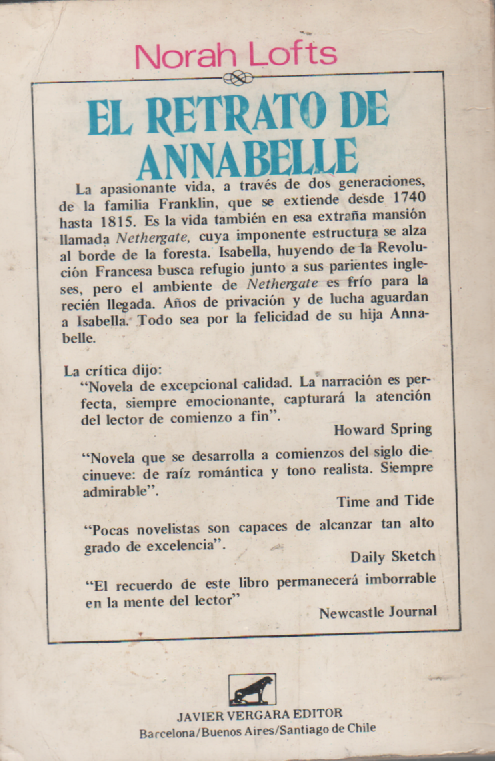 Norah Lofts
EL RETRATO DE
ANNABELLE
La apasionante vida, a través de dos generaciones,
de la familia Franklin, que se extiende desde 1740
hasta 1815. Es la vida también en esa extraña mansión
llamada Nethergate, cuya imponente estructura se alza
al borde de la foresta. Isabella, huyendo de la Revolu-
ción Francesa busca refugio junto a sus parientes ingle-
ses, pero el ambiente de Nethergate es frío para la
recién llegada. Años de privación y de lucha aguardan
a Isabella. Todo sea por la felicidad de su hija Anna-
belle.
La crítica dijo:
“Novela de excepcional calidad. La narración es per-
fecta, siempre emocionante, capturará la atención
del lector de comienzo a fin”.
Howard Spring
“Novela que se desarrolla a comienzos del siglo die-
cinueve: de raíz romántica y tono realista. Siempre
admirable”.
Time and Tide
“Pocas novelistas son capaces de alcanzar tan alto
grado de excelencia”.
Daily Sketch
“El recuerdo de este libro permanecerá imborrable
en la mente del lector”
Newcastle Journal
JAVIER VERGARA EDITOR
Barcelona/Buenos Aires/Santiago de Chile